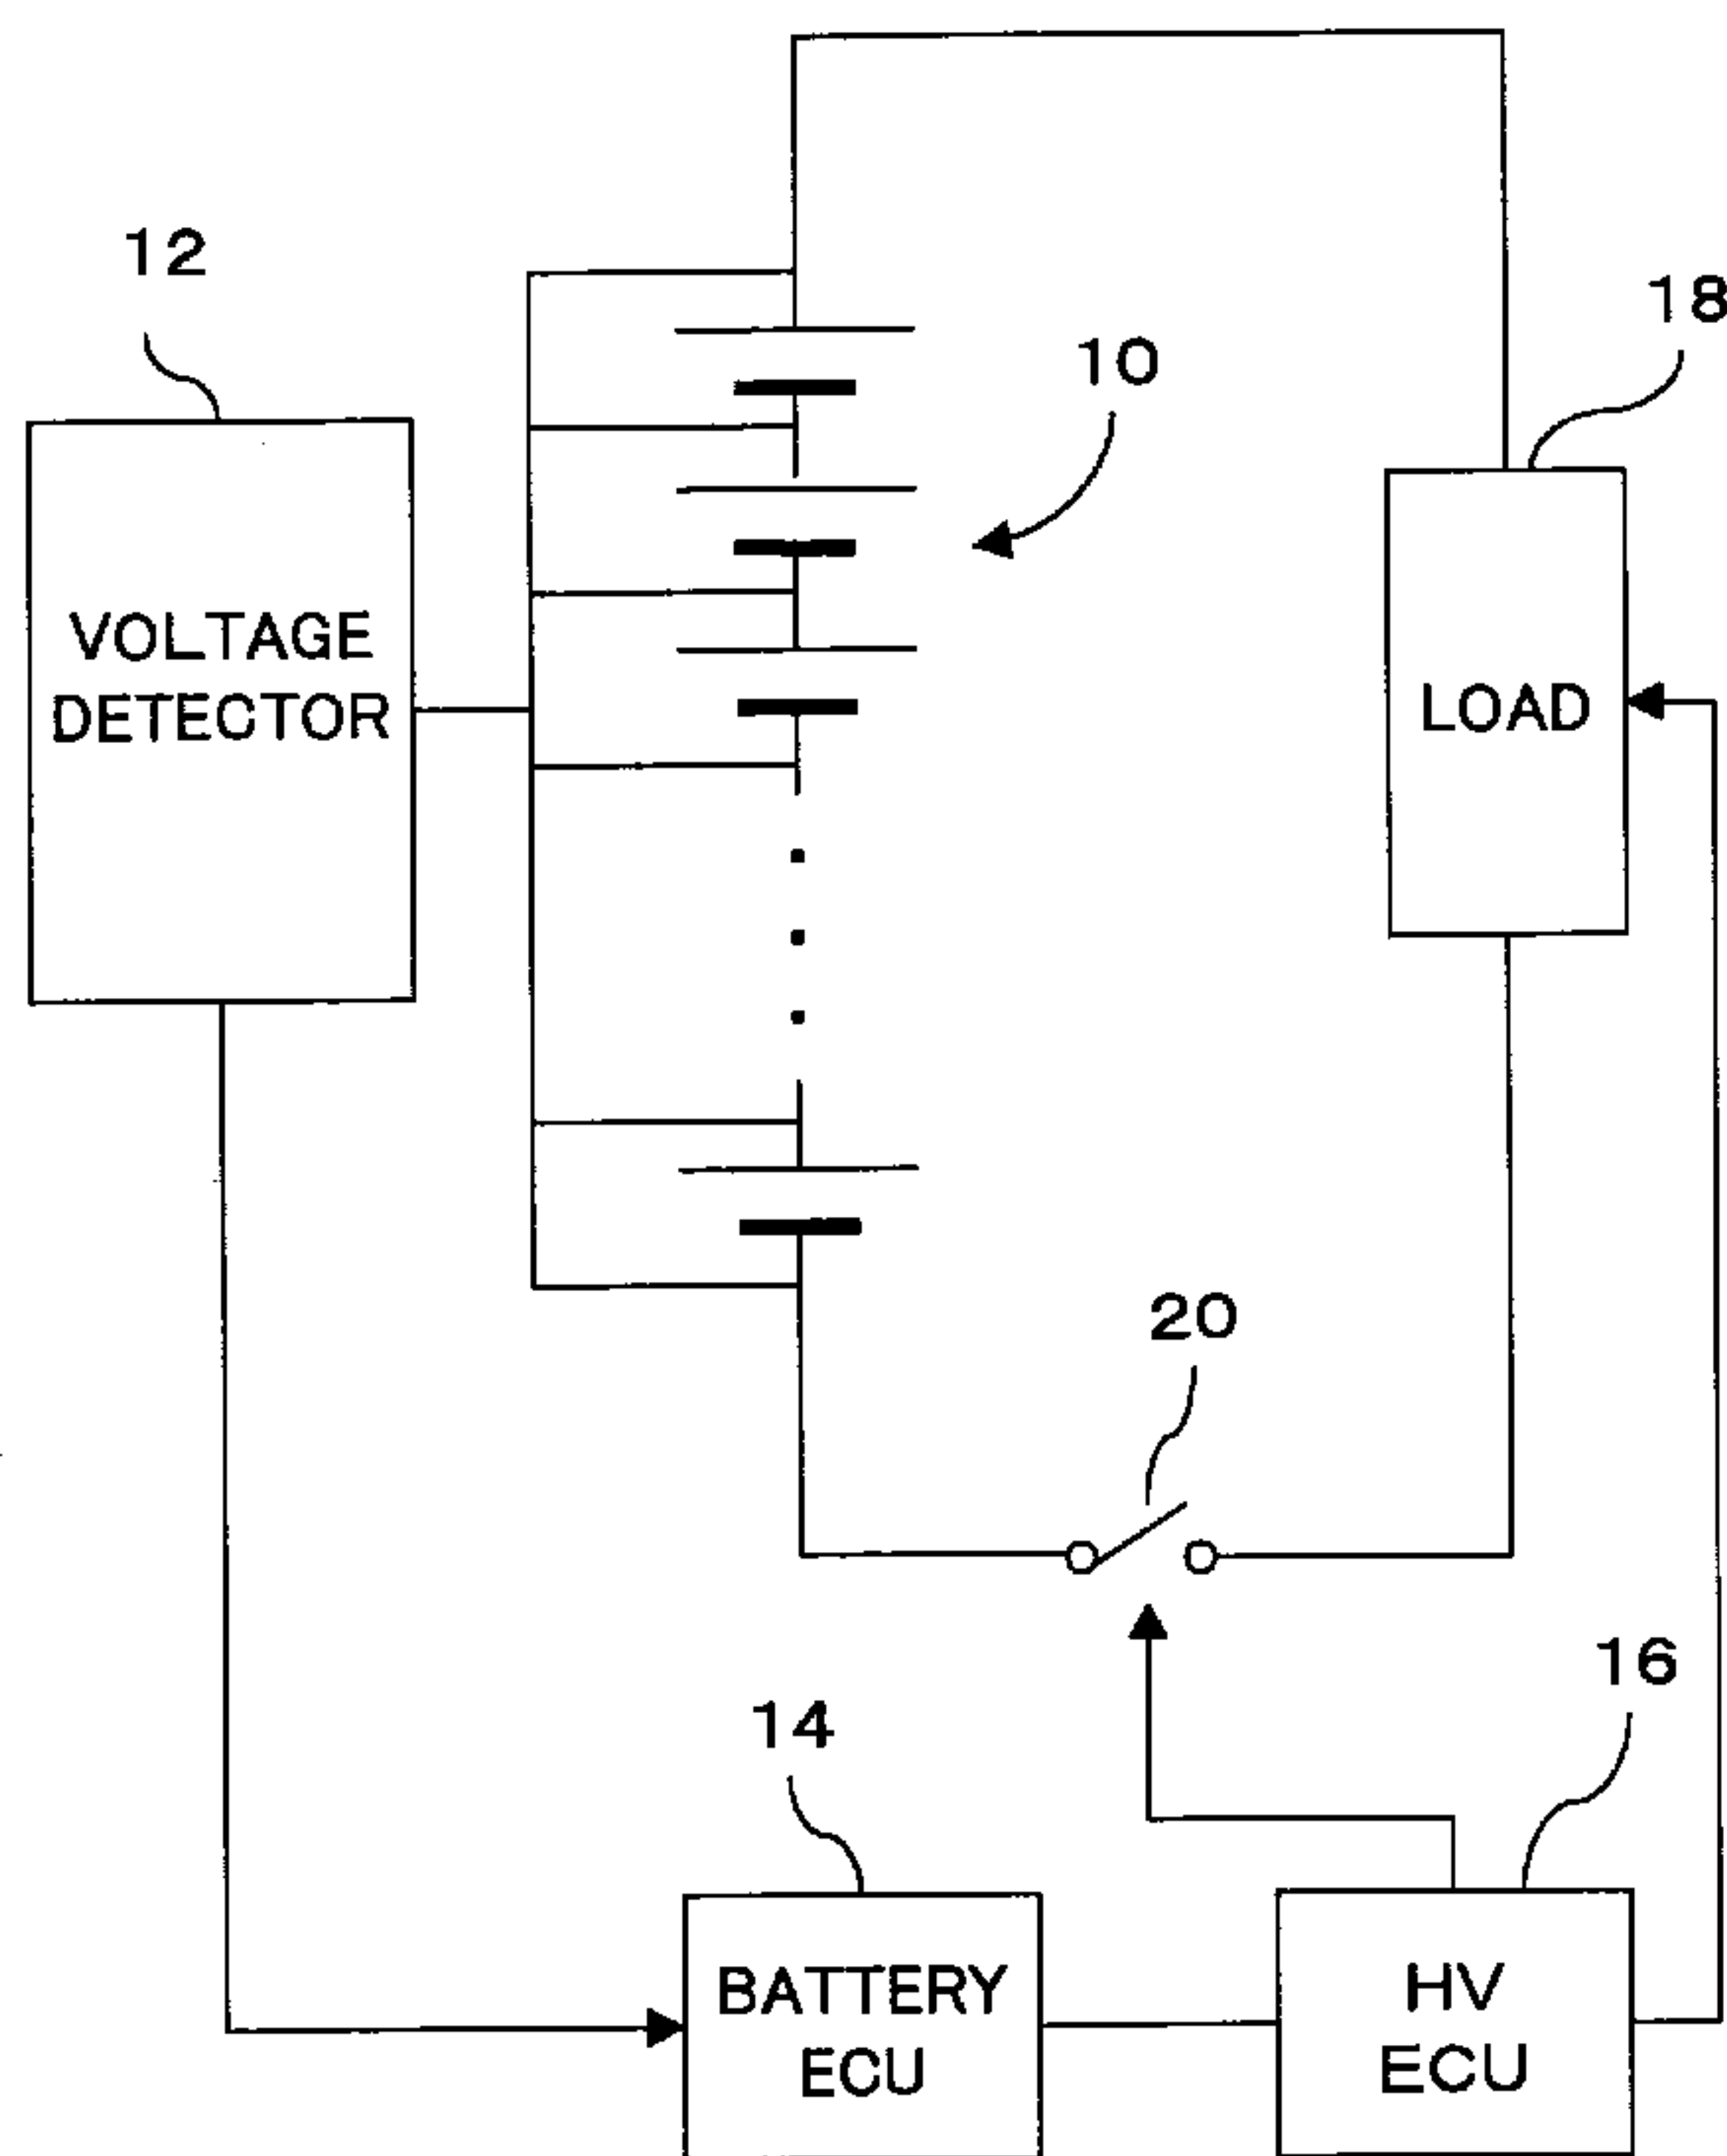 12
18
10
VOLTAGE
DETECTOR
LOAD
20
16
14
BATTERY
ECU
HV
ECU